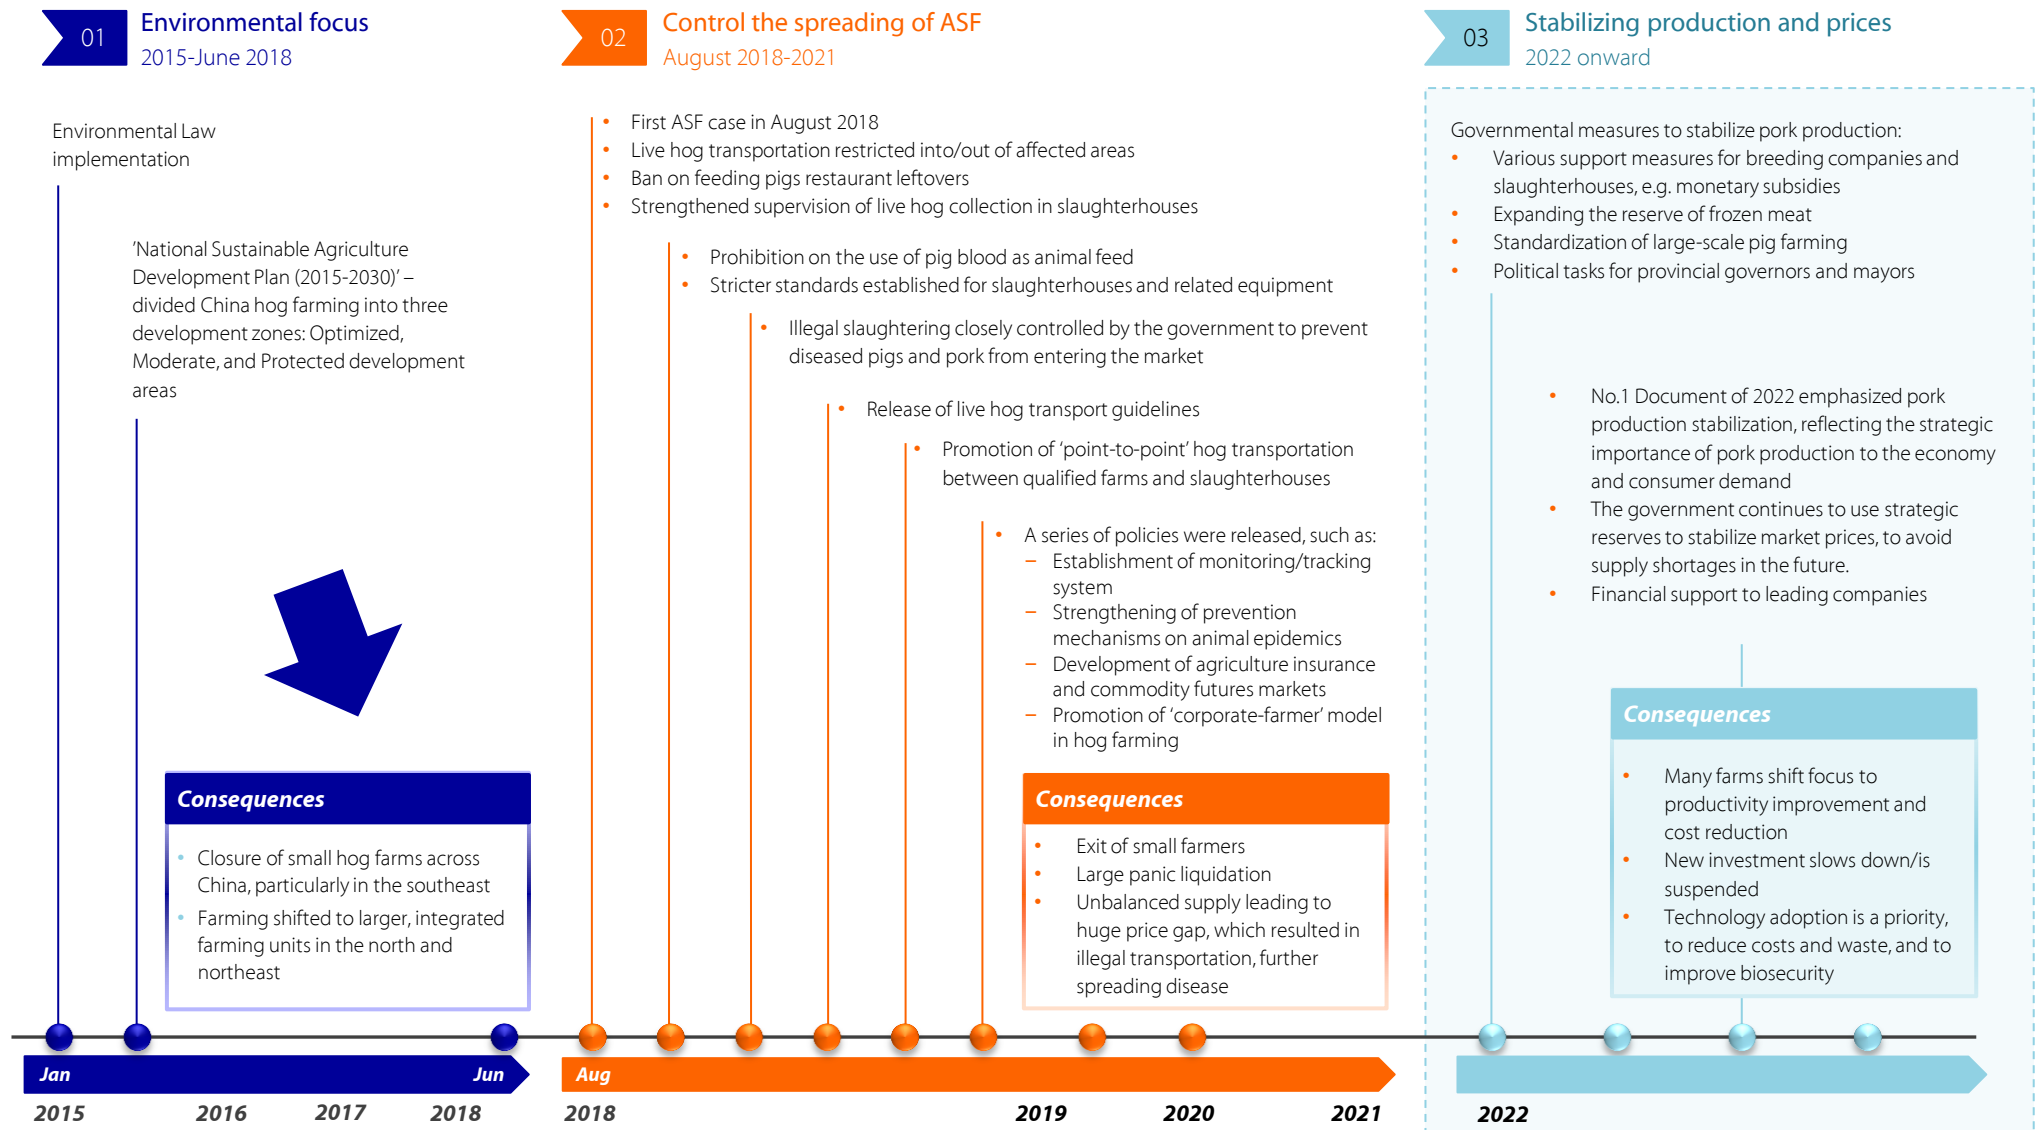 01
Environmental focus
2015-June 2018
Environmental Law
implementation
'National Sustainable Agriculture
Development Plan (2015-2030)' –
divided China hog farming into three
development zones: Optimized,
Moderate, and Protected development
areas
Consequences
• Closure of small hog farms across
China, particularly in the southeast
• Farming shifted to larger, integrated
farming units in the north and
northeast
02
Control the spreading of ASF
August 2018-2021
• First ASF case in August 2018
• Live hog transportation restricted into/out of affected areas
• Ban on feeding pigs restaurant leftovers
• Strengthened supervision of live hog collection in slaughterhouses
• Prohibition on the use of pig blood as animal feed
• Stricter standards established for slaughterhouses and related equipment
• Illegal slaughtering closely controlled by the government to prevent
diseased pigs and pork from entering the market
• Release of live hog transport guidelines
• Promotion of ‘point-to-point’ hog transportation
between qualified farms and slaughterhouses
• A series of policies were released, such as:
– Establishment of monitoring/tracking
system
– Strengthening of prevention
mechanisms on animal epidemics
– Development of agriculture insurance
and commodity futures markets
– Promotion of ‘corporate-farmer’ model
in hog farming
Consequences
• Exit of small farmers
• Large panic liquidation
• Unbalanced supply leading to
huge price gap, which resulted in
illegal transportation, further
spreading disease
03
Stabilizing production and prices
2022 onward
Governmental measures to stabilize pork production:
• Various support measures for breeding companies and
slaughterhouses, e.g. monetary subsidies
• Expanding the reserve of frozen meat
• Standardization of large-scale pig farming
• Political tasks for provincial governors and mayors
• No.1 Document of 2022 emphasized pork
production stabilization, reflecting the strategic
importance of pork production to the economy
and consumer demand
• The government continues to use strategic
reserves to stabilize market prices, to avoid
supply shortages in the future.
• Financial support to leading companies
Consequences
• Many farms shift focus to
productivity improvement and
cost reduction
• New investment slows down/is
suspended
• Technology adoption is a priority,
to reduce costs and waste, and to
improve biosecurity
Jan Jun Aug
2015 2016 2017 2018 2018 2019 2020 2021 2022